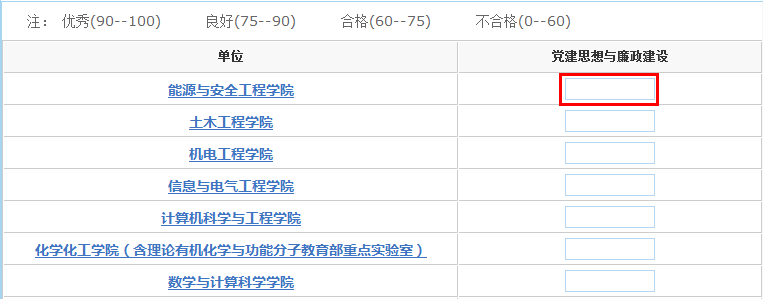 注： 优秀(90--100) 良好(75--90) 合格(60--75) 不合格(0--60)
单位 党建思想与廉政建设
能源与安全工程学院
土木工程学院
机电工程学院
信息与电气工程学院
计算机科学与工程学院
化学化工学院（含理论有机化学与功能分子教育部重点实验室）
数学与计算科学学院